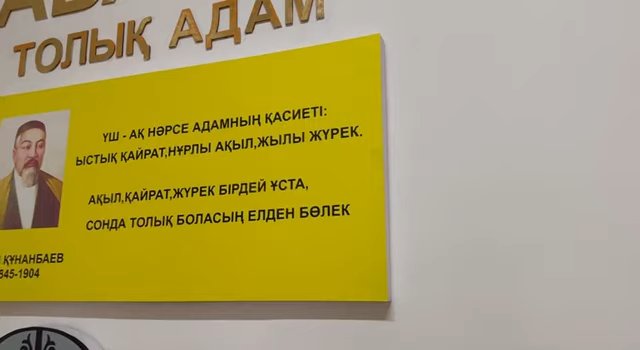 ТОЛЫҚ АДАМ
ҮШ - АҚ НӘРСЕ АДАМНЫҢ ҚАСИЕТІ:
ЫСТЫҚ ҚАЙРАТ,НҰРЛЫ АҚЫЛ,ЖЫЛЫ ЖҮРЕК.
АҚЫЛ,ҚАЙРАТ,ЖҮРЕК БІРДЕЙ ҰСТА,
СОНДА ТОЛЫҚ БОЛАСЫҢ ЕЛДЕН БӨЛЕК
ҚҰНАНБАЕВ
845-1904